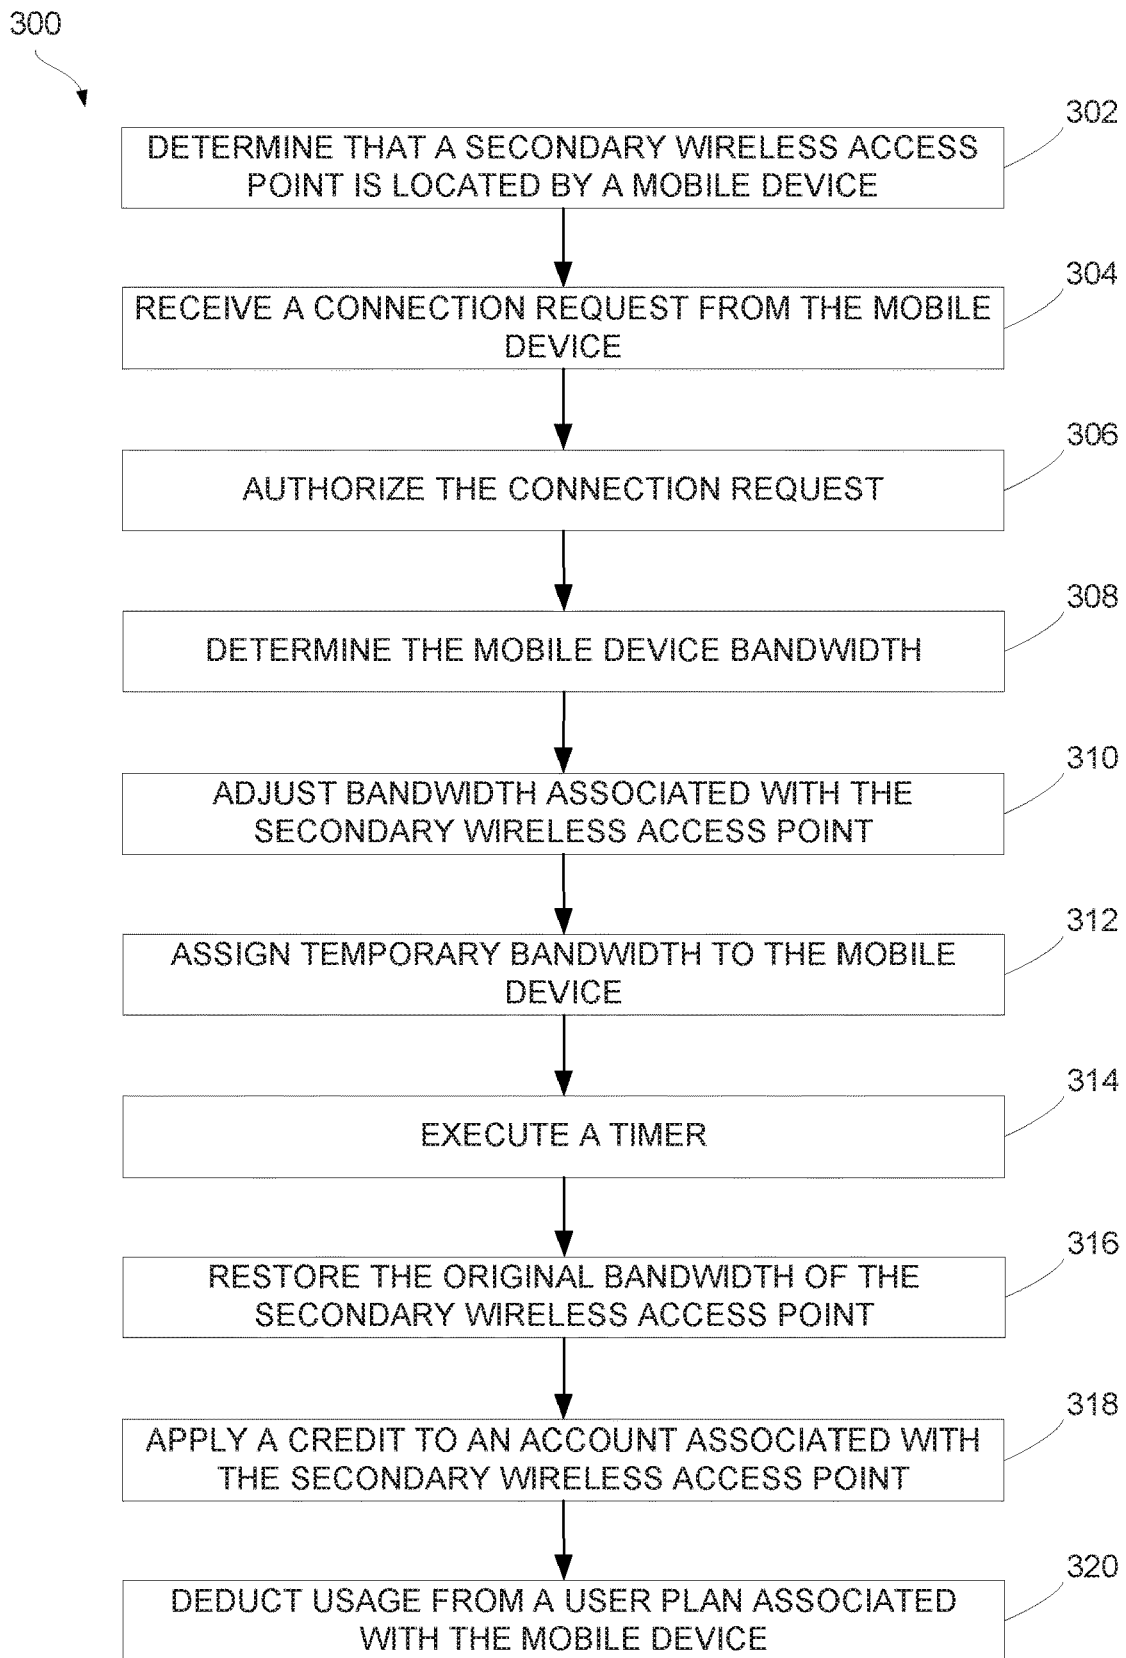 300
302
DETERMINE THAT A SECONDARY WIRELESS ACCESS
POINT IS LOCATED BY A MOBILE DEVICE
304
RECEIVE A CONNECTION REQUEST FROM THE MOBILE
DEVICE
306
AUTHORIZE THE CONNECTION REQUEST
308
DETERMINE THE MOBILE DEVICE BANDWIDTH
310
ADJUST BANDWIDTH ASSOCIATED WITH THE
SECONDARY WIRELESS ACCESS POINT
312
ASSIGN TEMPORARY BANDWIDTH TO THE MOBILE
DEVICE
314
EXECUTE A TIMER
316
RESTORE THE ORIGINAL BANDWIDTH OF THE
SECONDARY WIRELESS ACCESS POINT
318
APPLY A CREDIT TO AN ACCOUNT ASSOCIATED WITH
THE SECONDARY WIRELESS ACCESS POINT
320
DEDUCT USAGE FROM A USER PLAN ASSOCIATED
WITH THE MOBILE DEVICE